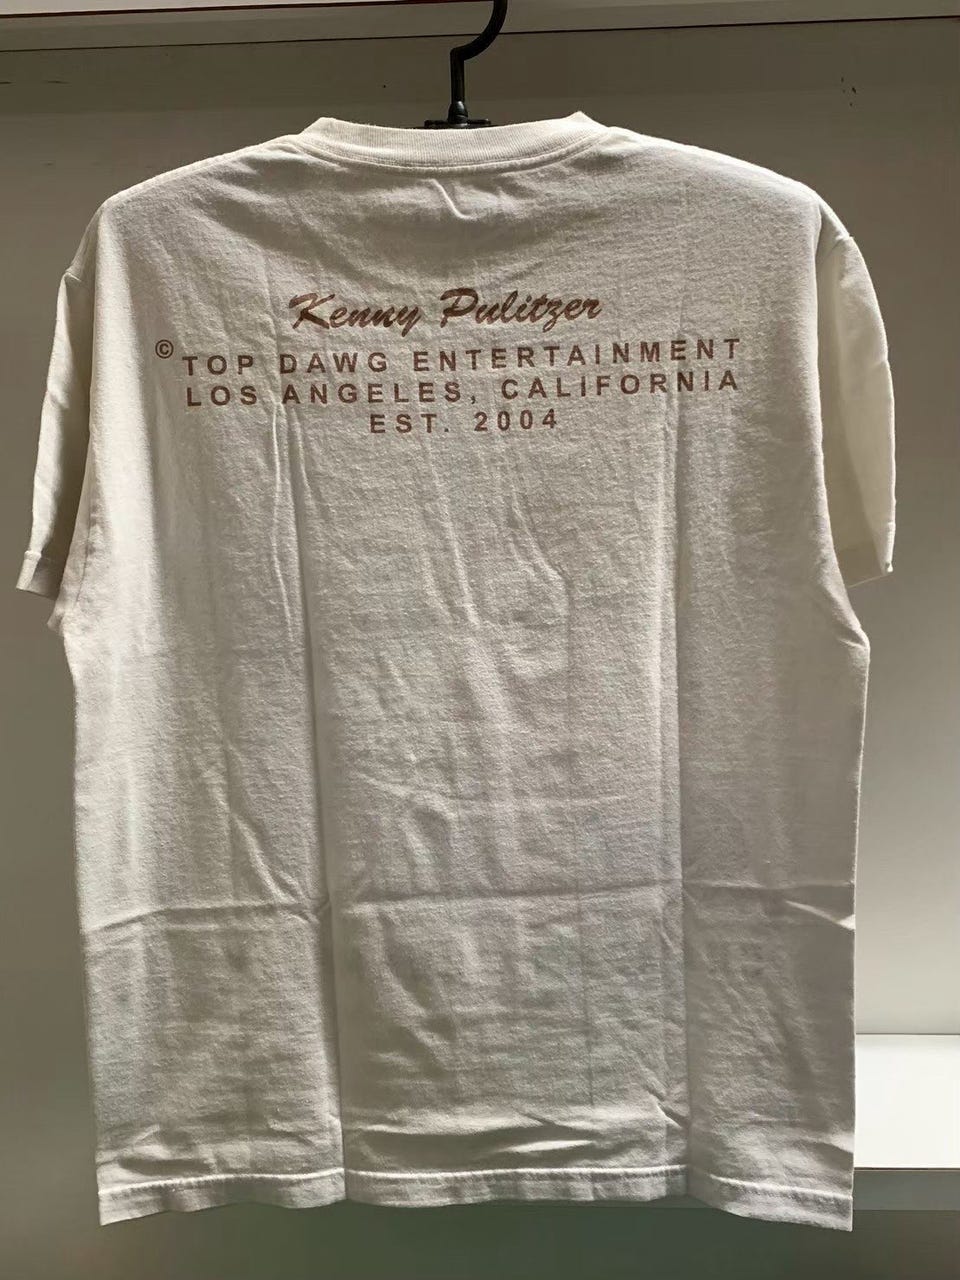 Kenny Pulitzer
© TOP DAWG ENTERTAINMENT
LOS ANGELES, CALIFORNIA
EST. 2004